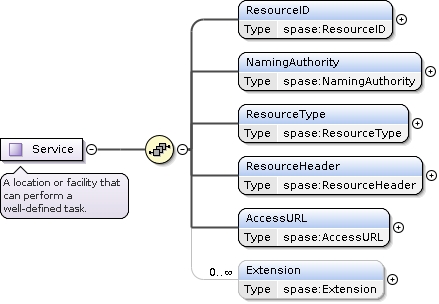 ResourceID
Type spase:ResourceID
NamingAuthority
Type spase:NamingAuthority
ResourceType
Type spase:ResourceType
Service
ResourceHeader
Type spase:ResourceHeader
A location or facility that
can perform a
well-defined task.
AccessURL
Type spase:AccessURL
0..∞
Extension
Type spase:Extension